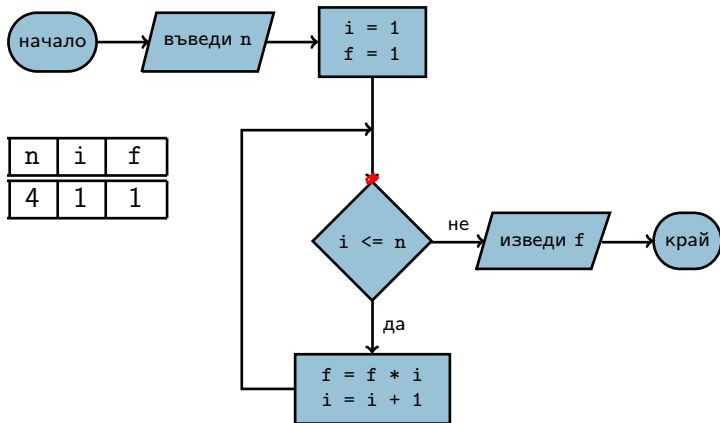 начало
въведи n
i = 1
f = 1
n i f
4 1 1
i <= n
не
изведи f
край
да
f = f * i
i = i + 1